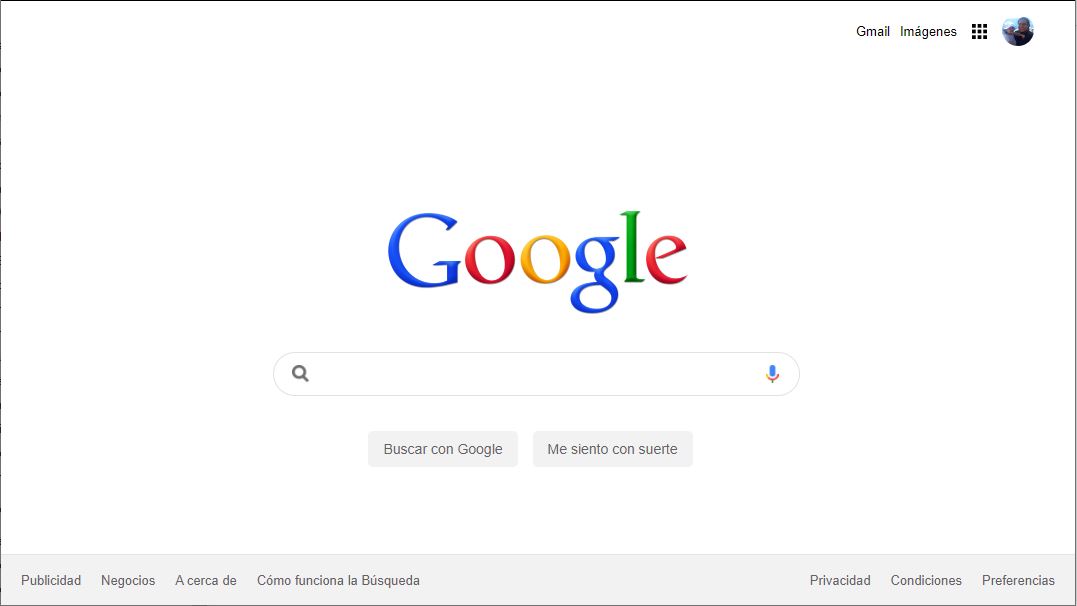 Gmail Imágenes
Google
Buscar con Google Me siento con suerte
Publicidad Negocios A cerca de Cómo funciona la Búsqueda Privacidad Condiciones Preferencias